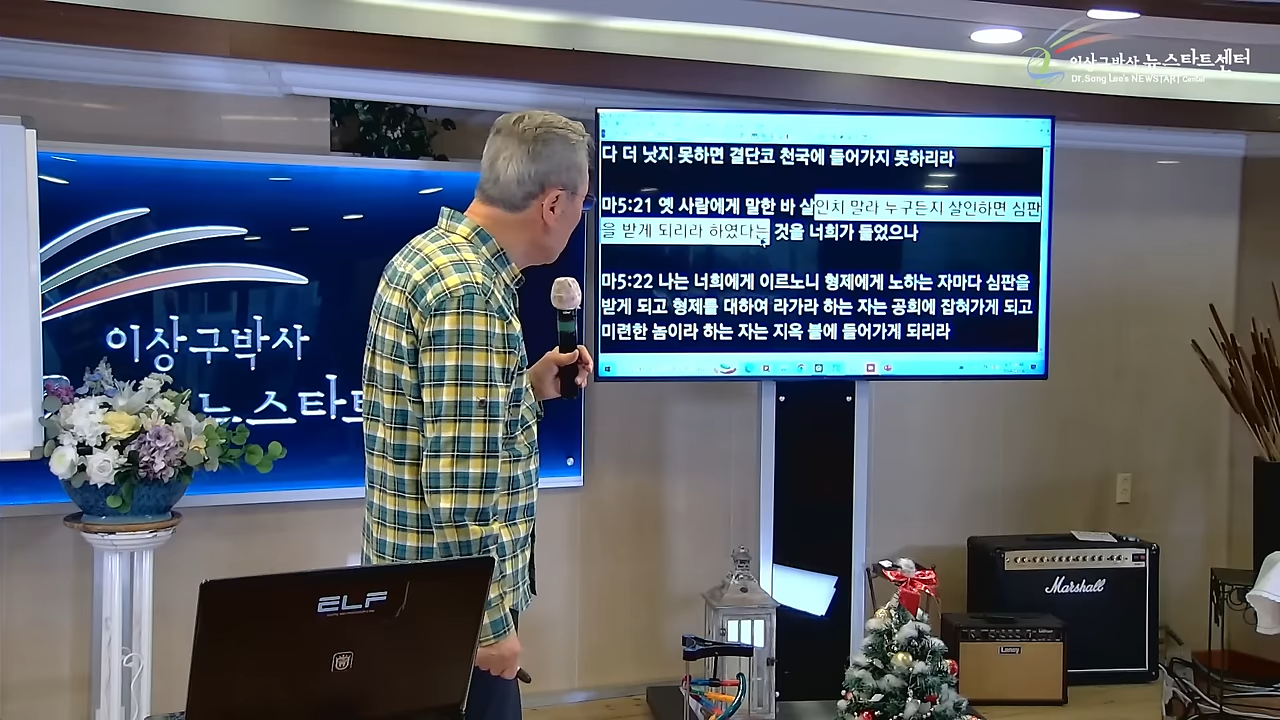 이상구박사 뉴스타트센터
Dr.Sang Lee's NEWSTART Center
다 더 낫지 못하면 결단코 천국에 들어가지 못하리라
마5:21 옛 사람에게 말한 바 살인치 말라 누구든지 살인하면 심판
을 받게 되리라 하였다는 것을 너희가 들었으나
마5:22 나는 너희에게 이르노니 형제에게 노하는 자마다 심판을
받게 되고 형제를 대하여 라가라 하는 자는 공회에 잡혀가게 되고
미련한 놈이라 하는 자는 지옥 불에 들어가게 되리라
이상구박사
뉴스타트
ELF
Marshall
Laney